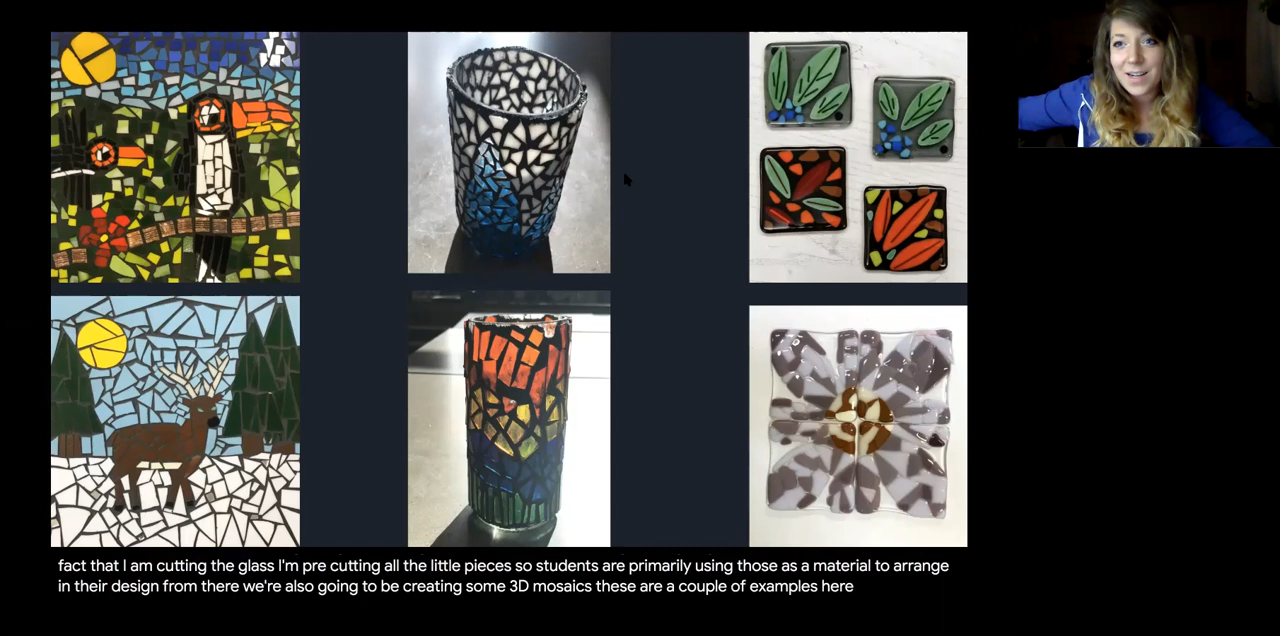 fact that I am cutting the glass I'm pre cutting all the little pieces so students are primarily using those as a material to arrange
in their design from there we're also going to be creating some 3D mosaics these are a couple of examples here